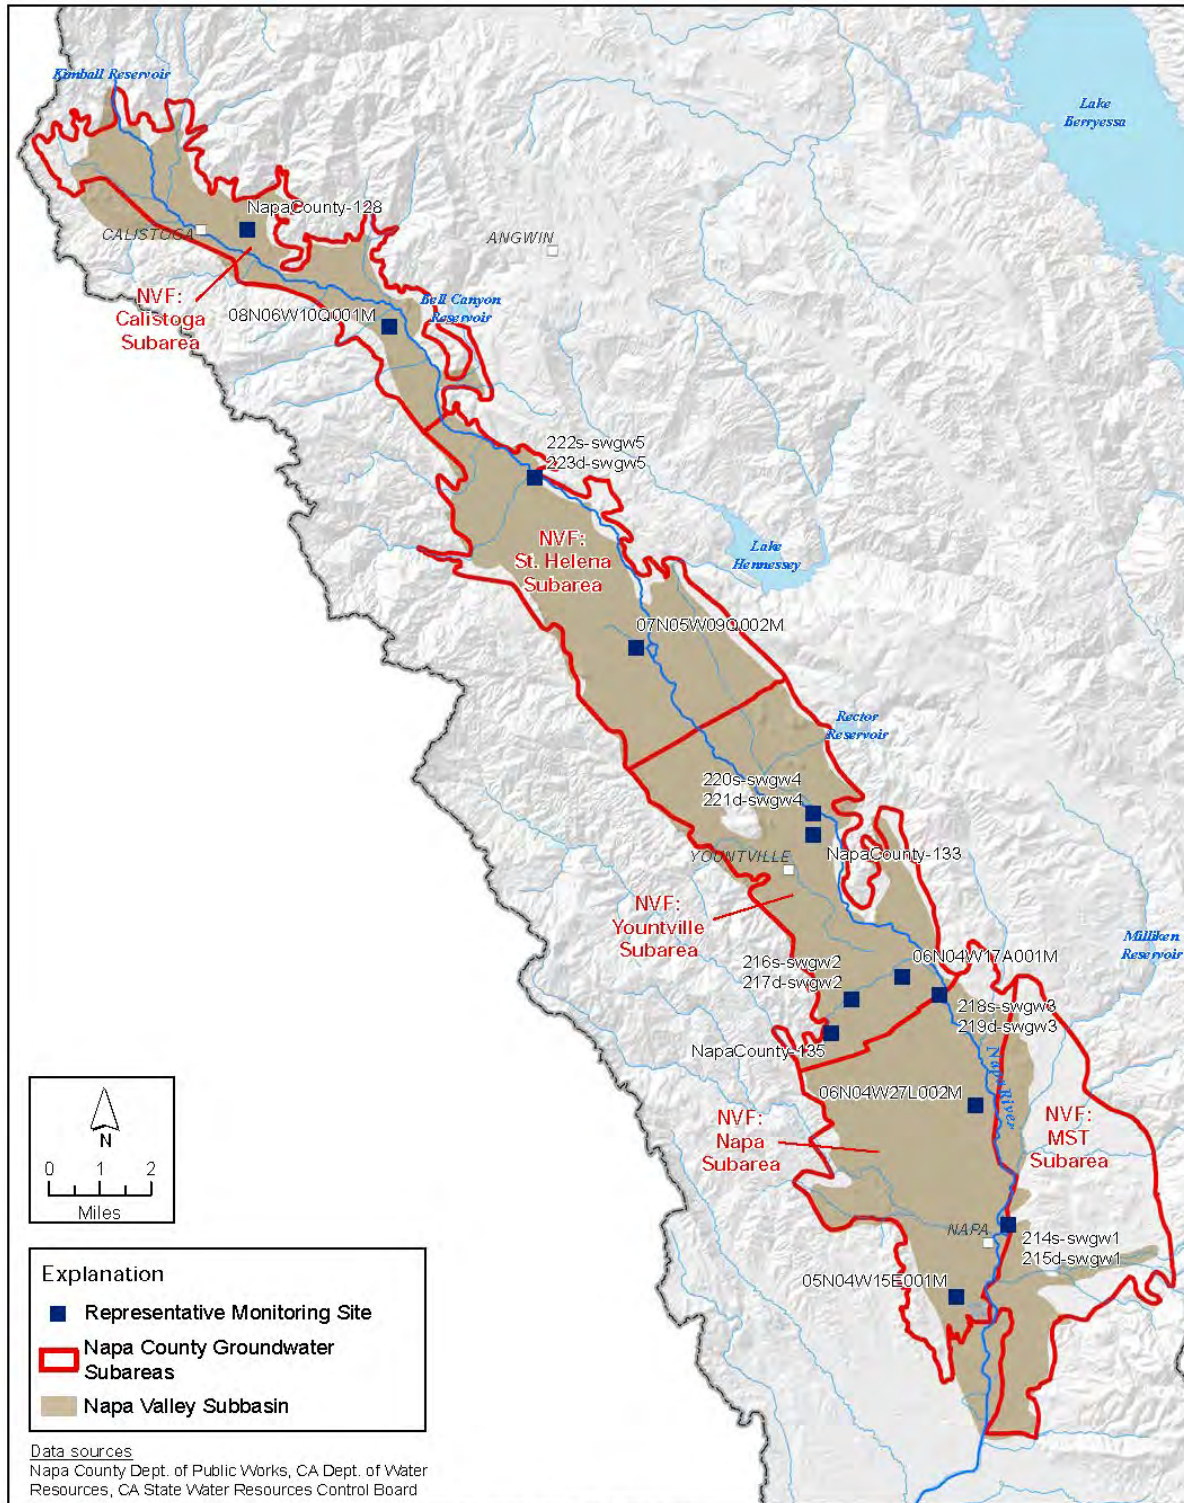 Kimball Reservoir
Lake
Berryessa
NapaCounty-128
CALISTOGA
ANGWIN
NVF:
Calistoga
Subarea
Bell Canyon
Reservoir
08N06W10Q001M
222s-swgw5
223d-swgw5
NVF:
St. Helena
Subarea
Lake
Hennessey
07N05W09Q002M
Rector
Reservoir
220s-swgw4
221d-swgw4
YOUNTVILLE
NapaCounty-133
NVF:
Yountville
Subarea
Milliken
Reservoir
06N04W17A001M
216s-swgw2
217d-swgw2
218s-swgw3
219d-swgw3
NapaCounty-135
Napa River
06N04W27L002M
NVF:
Napa
Subarea
NVF:
MST
Subarea
NAPA
214s-swgw1
215d-swgw1
05N04W15E001M
N
0 1 2
Miles
Explanation
Representative Monitoring Site
Napa County Groundwater
Subareas
Napa Valley Subbasin
Data sources
Napa County Dept. of Public Works, CA Dept. of Water
Resources, CA State Water Resources Control Board